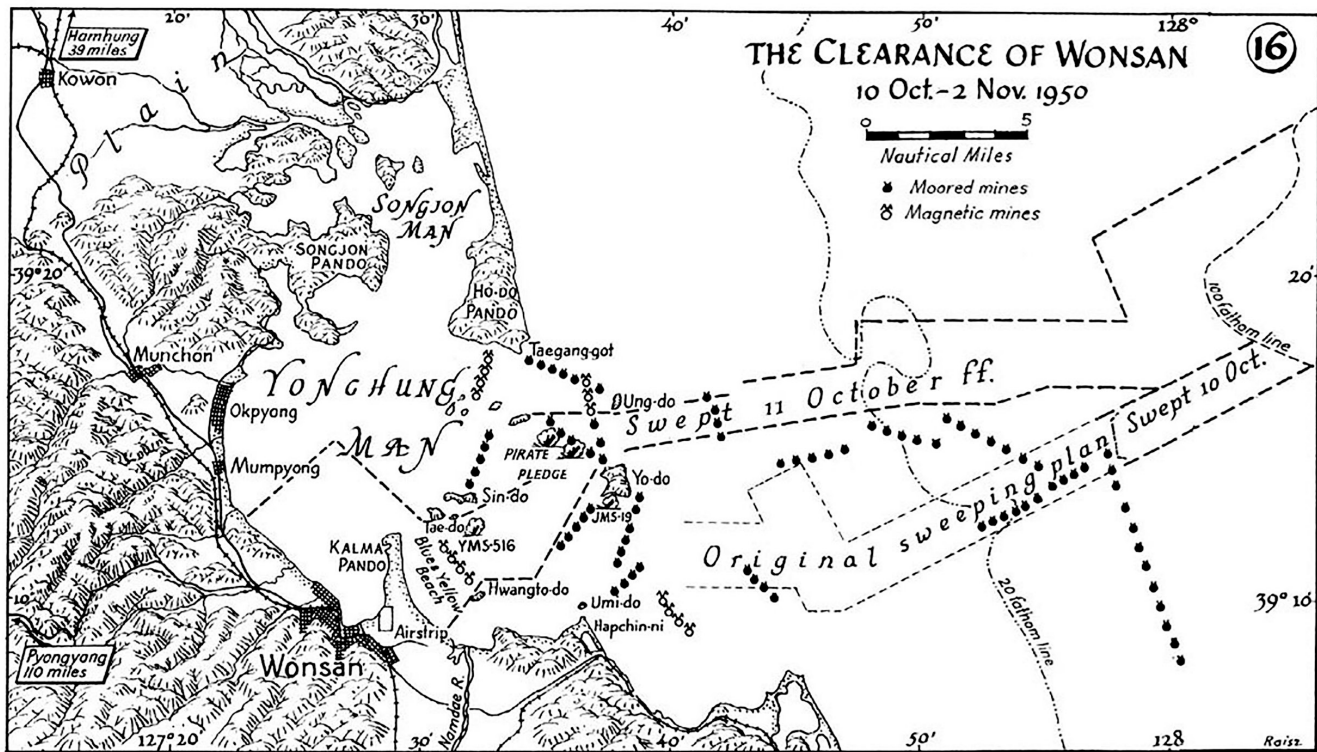 20'
30'
40'
50'
128°
Hamhung
39 miles
Kowon
Plain
THE CLEARANCE OF WONSAN
16
10 Oct.-2 Nov. 1950
0
5
Nautical Miles
Moored mines
Magnetic mines
SONGJON
MAN
SONGJON
PANDO
39°20'
20'
HO-DO
PANDO
100 fathom line
Munchon
Taegang-got
YONGHUNG
MAN
Okpyong
Ung-do
Swept 11 October ff.
Swept 10 Oct.
PIRATE
PLEDGE
Mumpyong
Yo-do
Sin-do
JMS-19
Original sweeping plan
Tae-do
YMS-516
KALMA
PANDO
Blue & Yellow
Beach
Hwangto-do
10'
39°10'
Umi-do
Hapchin-ni
Airstrip
20 fathom line
Pyongyang
110 miles
Wonsan
Namdae R.
127°20'
30'
40'
50'
128
Raisz